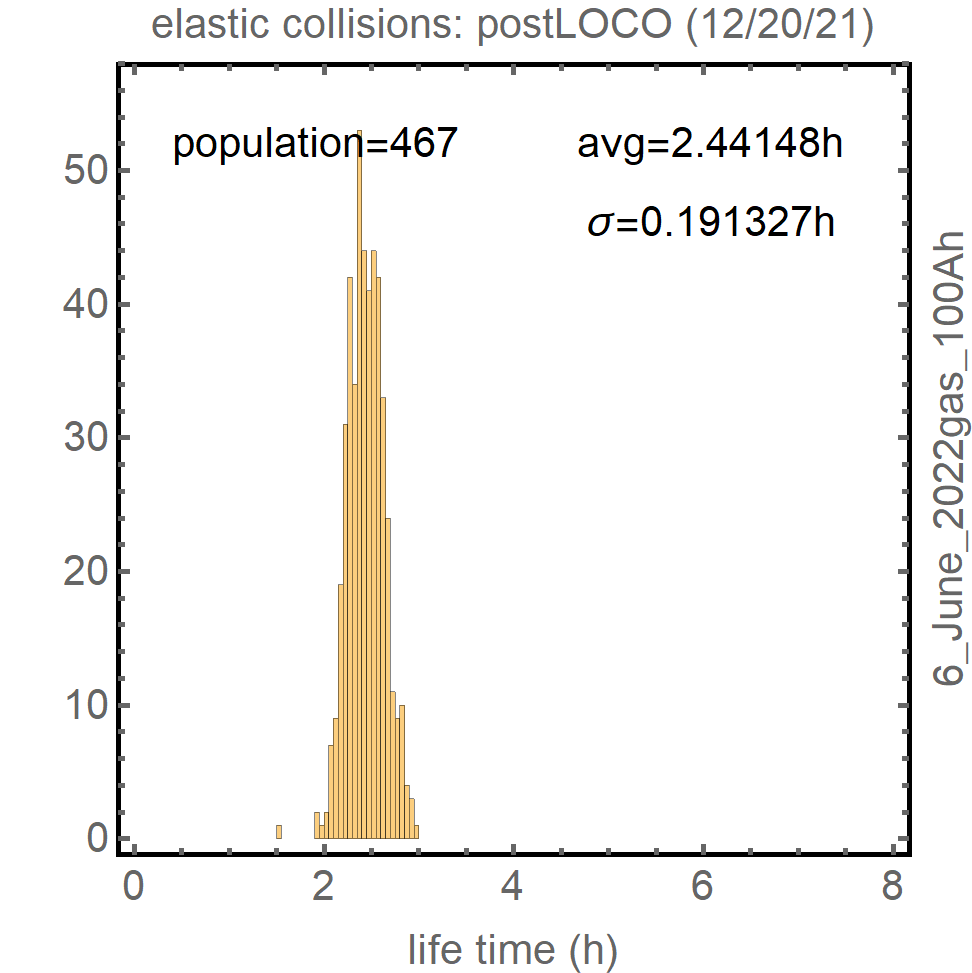 elastic collisions: postLOCO (12/20/21)
population=467
avg=2.44148h
σ=0.191327h
50
40
30
20
10
0
0 2 4 6 8
life time (h)
6_June_2022gas_100Ah